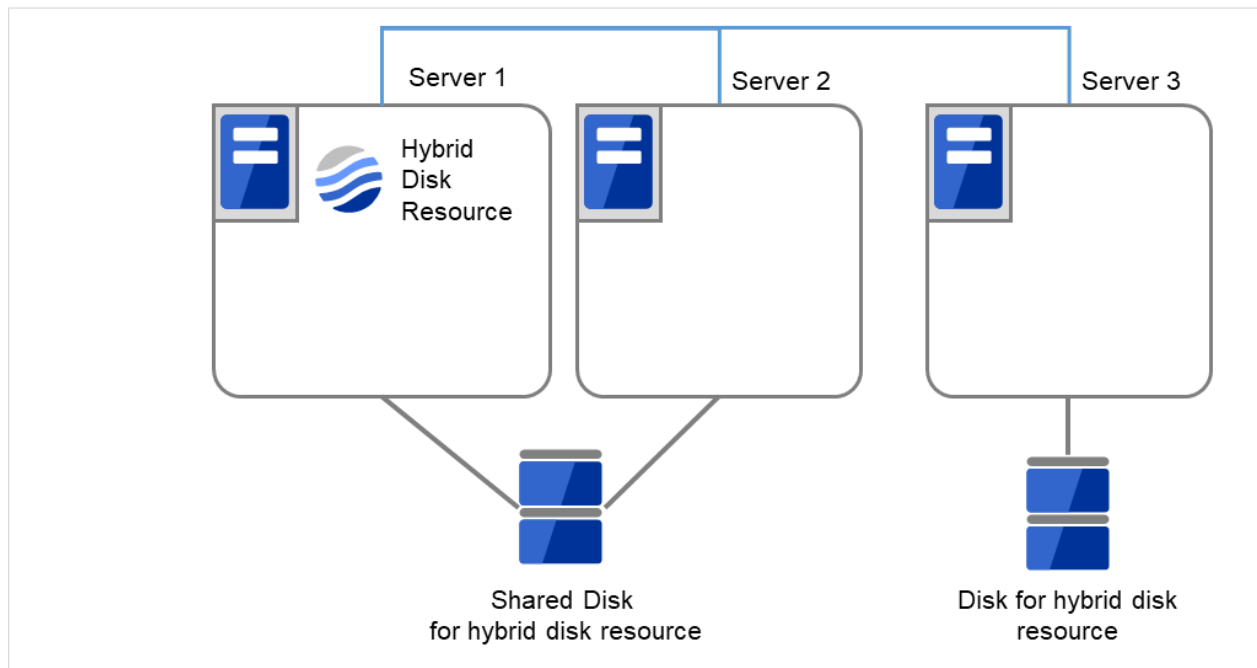 Server 1
Server 2
Server 3
Hybrid
Disk
Resource
Shared Disk
for hybrid disk resource
Disk for hybrid disk
resource